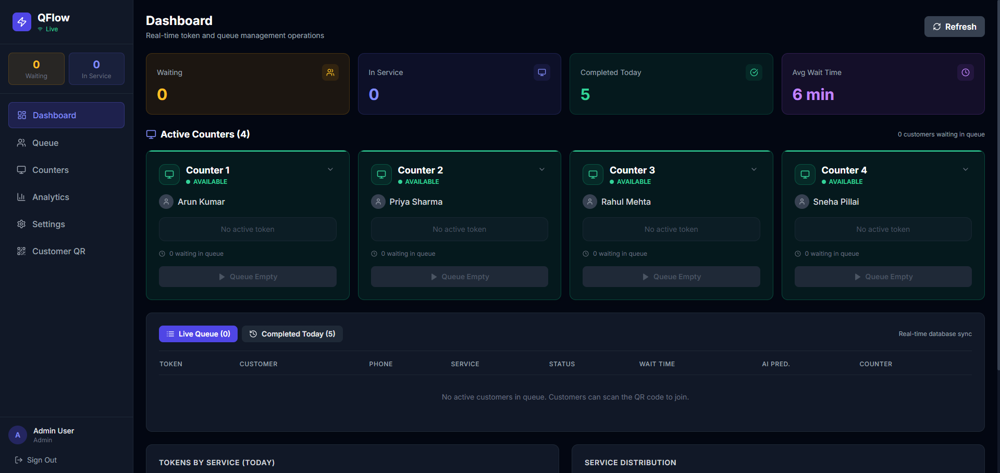 QFlow
Live
0
Waiting
0
In Service
Dashboard
Queue
Counters
Analytics
Settings
Customer QR
A
Admin User
Admin
Sign Out
Dashboard
Real-time token and queue management operations
Refresh
Waiting
0
In Service
0
Completed Today
5
Avg Wait Time
6 min
Active Counters (4)
0 customers waiting in queue
Counter 1
AVAILABLE
Arun Kumar
No active token
0 waiting in queue
Queue Empty
Counter 2
AVAILABLE
Priya Sharma
No active token
0 waiting in queue
Queue Empty
Counter 3
AVAILABLE
Rahul Mehta
No active token
0 waiting in queue
Queue Empty
Counter 4
AVAILABLE
Sneha Pillai
No active token
0 waiting in queue
Queue Empty
Live Queue (0)
Completed Today (5)
Real-time database sync
TOKEN CUSTOMER PHONE SERVICE STATUS WAIT TIME AI PRED. COUNTER
No active customers in queue. Customers can scan the QR code to join.
TOKENS BY SERVICE (TODAY)
SERVICE DISTRIBUTION